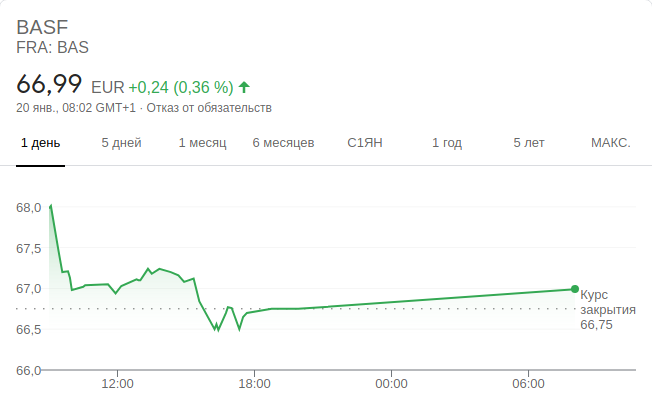 BASF
FRA: BAS
66,99 EUR +0,24 (0,36 %)
20 янв., 08:02 GMT+1 · Отказ от обязательств
1 день 5 дней 1 месяц 6 месяцев С1ЯН 1 год 5 лет МАКС.
68,0
67,5
67,0
66,5
66,0
Курс
закрытия
66,75
12:00 18:00 00:00 06:00